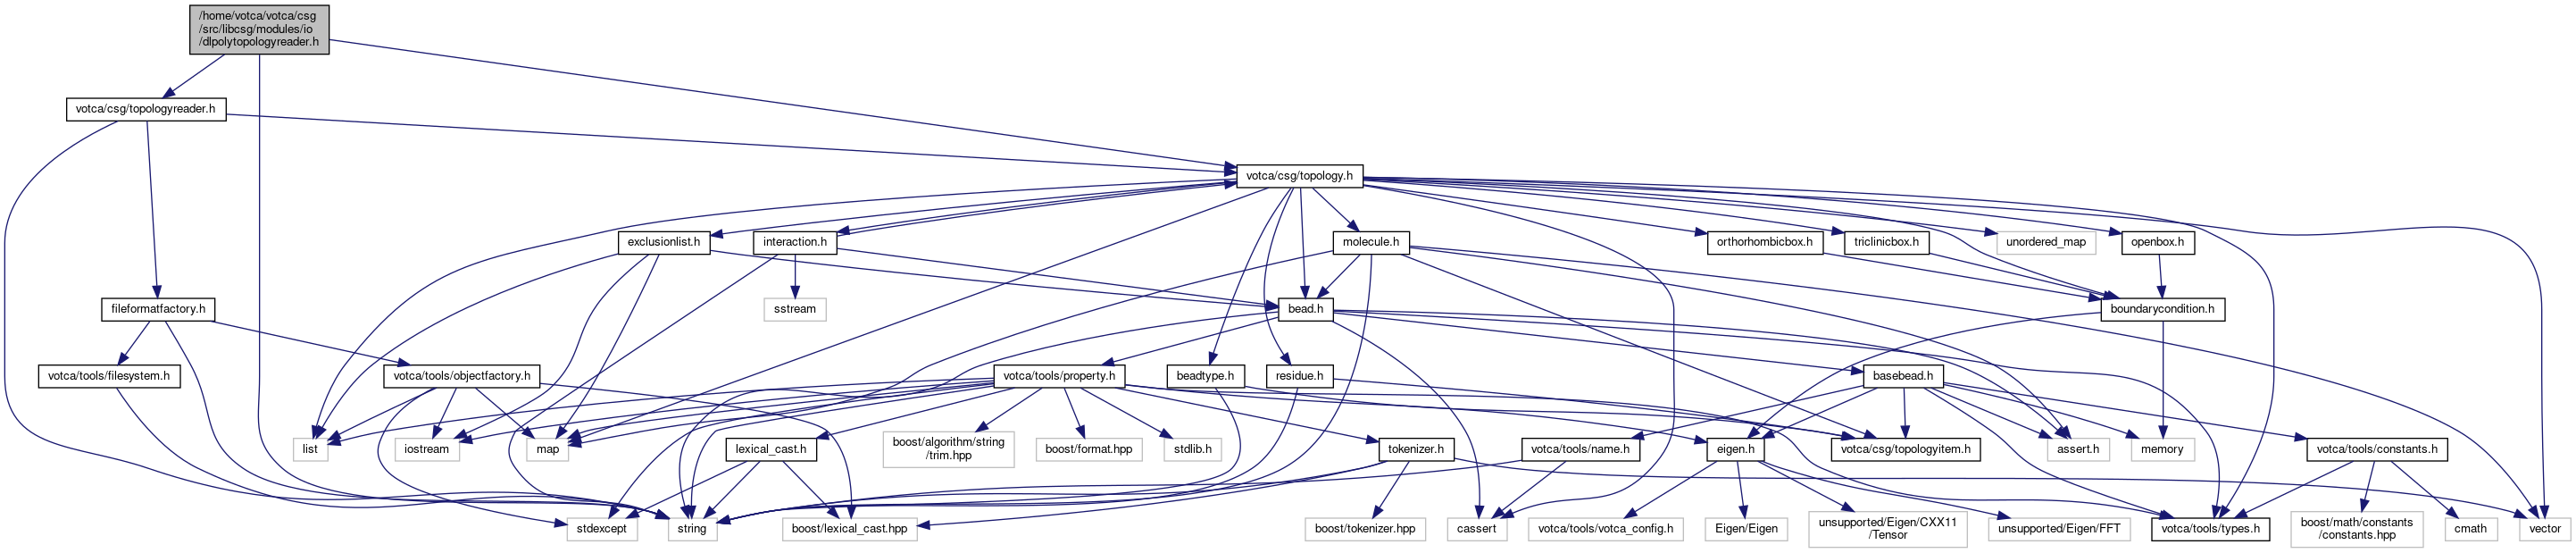 /home/votca/votca/csg
/src/libcsg/modules/io
/dlpolytopologyreader.h
votca/csg/topologyreader.h
votca/csg/topology.h
exclusionlist.h
interaction.h
molecule.h
orthorhombicbox.h
triclinicbox.h
unordered_map
openbox.h
fileformatfactory.h
sstream
bead.h
boundarycondition.h
votca/tools/filesystem.h
votca/tools/objectfactory.h
votca/tools/property.h
beadtype.h
residue.h
basebead.h
list
iostream
map
lexical_cast.h
boost/algorithm/string
/trim.hpp
boost/format.hpp
stdlib.h
tokenizer.h
votca/tools/name.h
eigen.h
votca/csg/topologyitem.h
assert.h
memory
votca/tools/constants.h
stdexcept
string
boost/lexical_cast.hpp
boost/tokenizer.hpp
cassert
votca/tools/votca_config.h
Eigen/Eigen
unsupported/Eigen/CXX11
/Tensor
unsupported/Eigen/FFT
votca/tools/types.h
boost/math/constants
/constants.hpp
cmath
vector